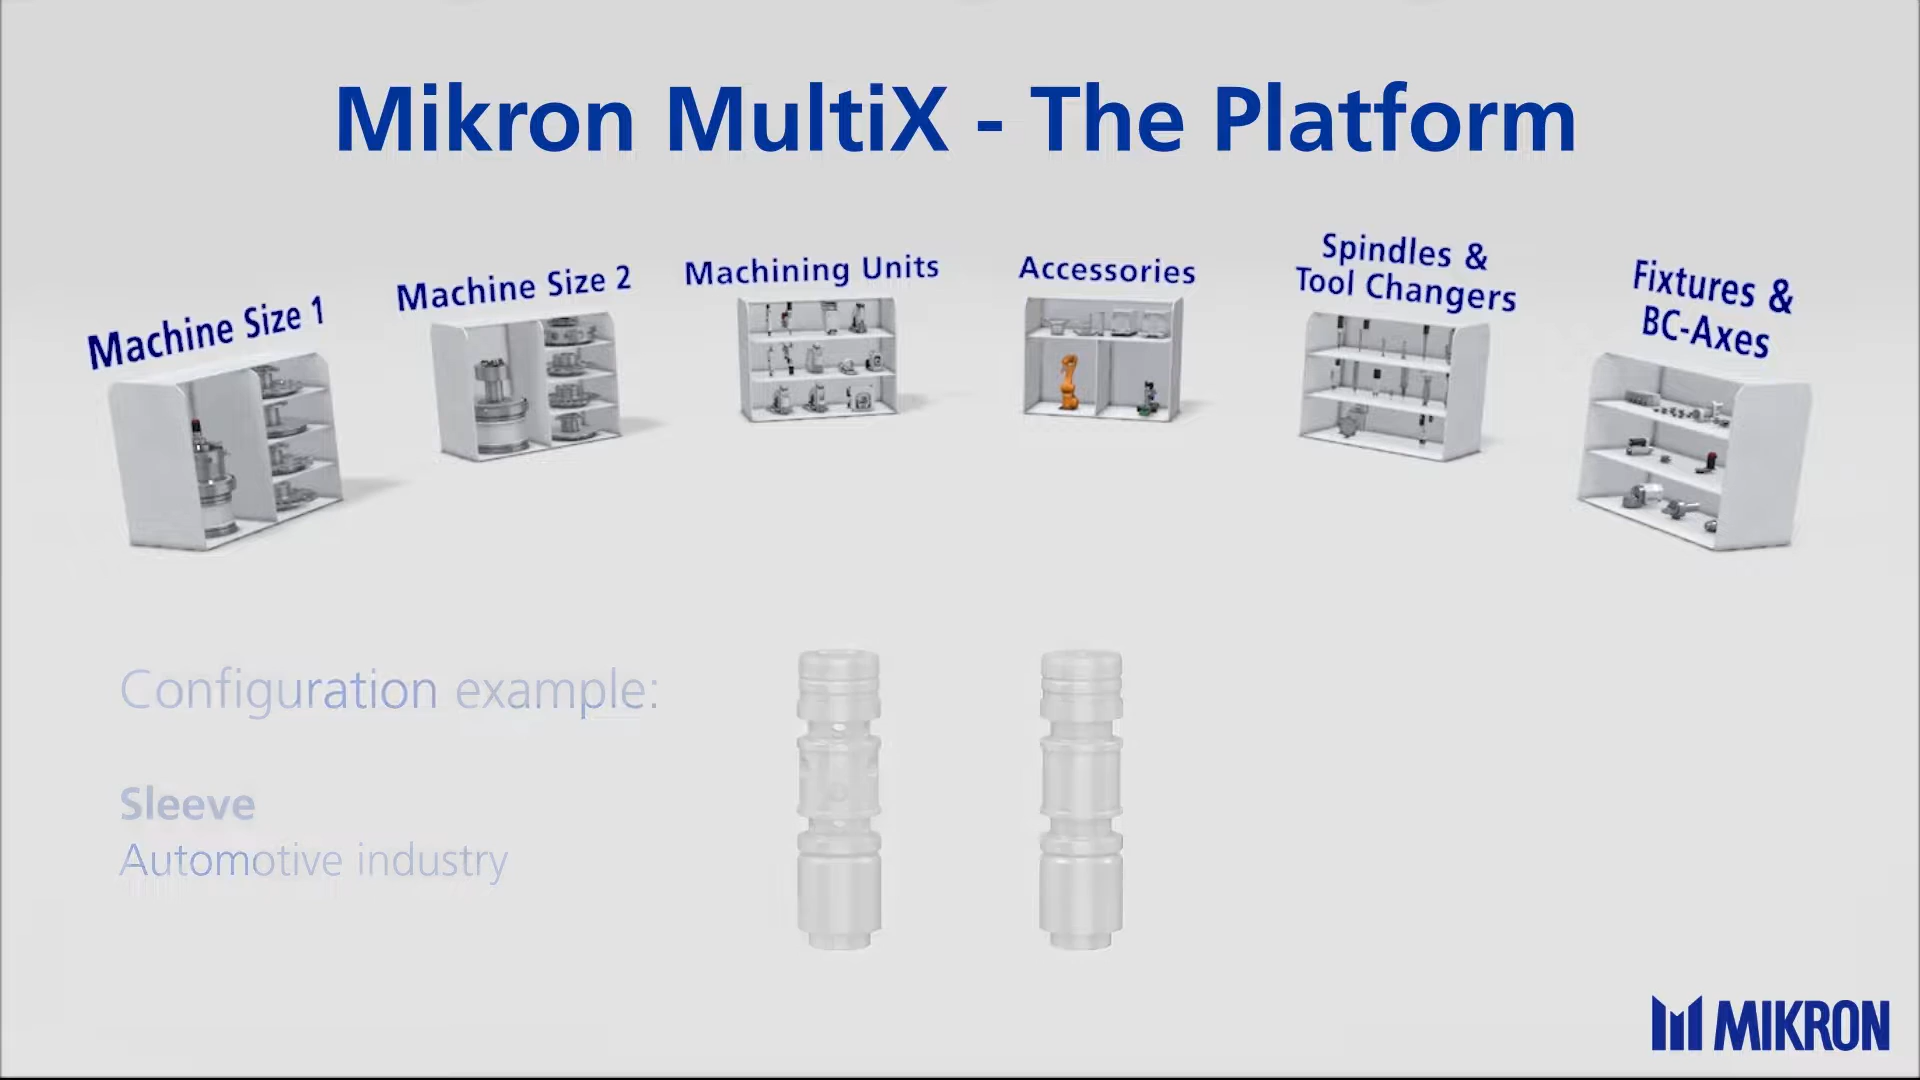 Mikron MultiX - The Platform
Machine Size 1
Machine Size 2
Machining Units
Accessories
Spindles &
Tool Changers
Fixtures &
BC-Axes
Configuration example:
Sleeve
Automotive industry
MIKRON